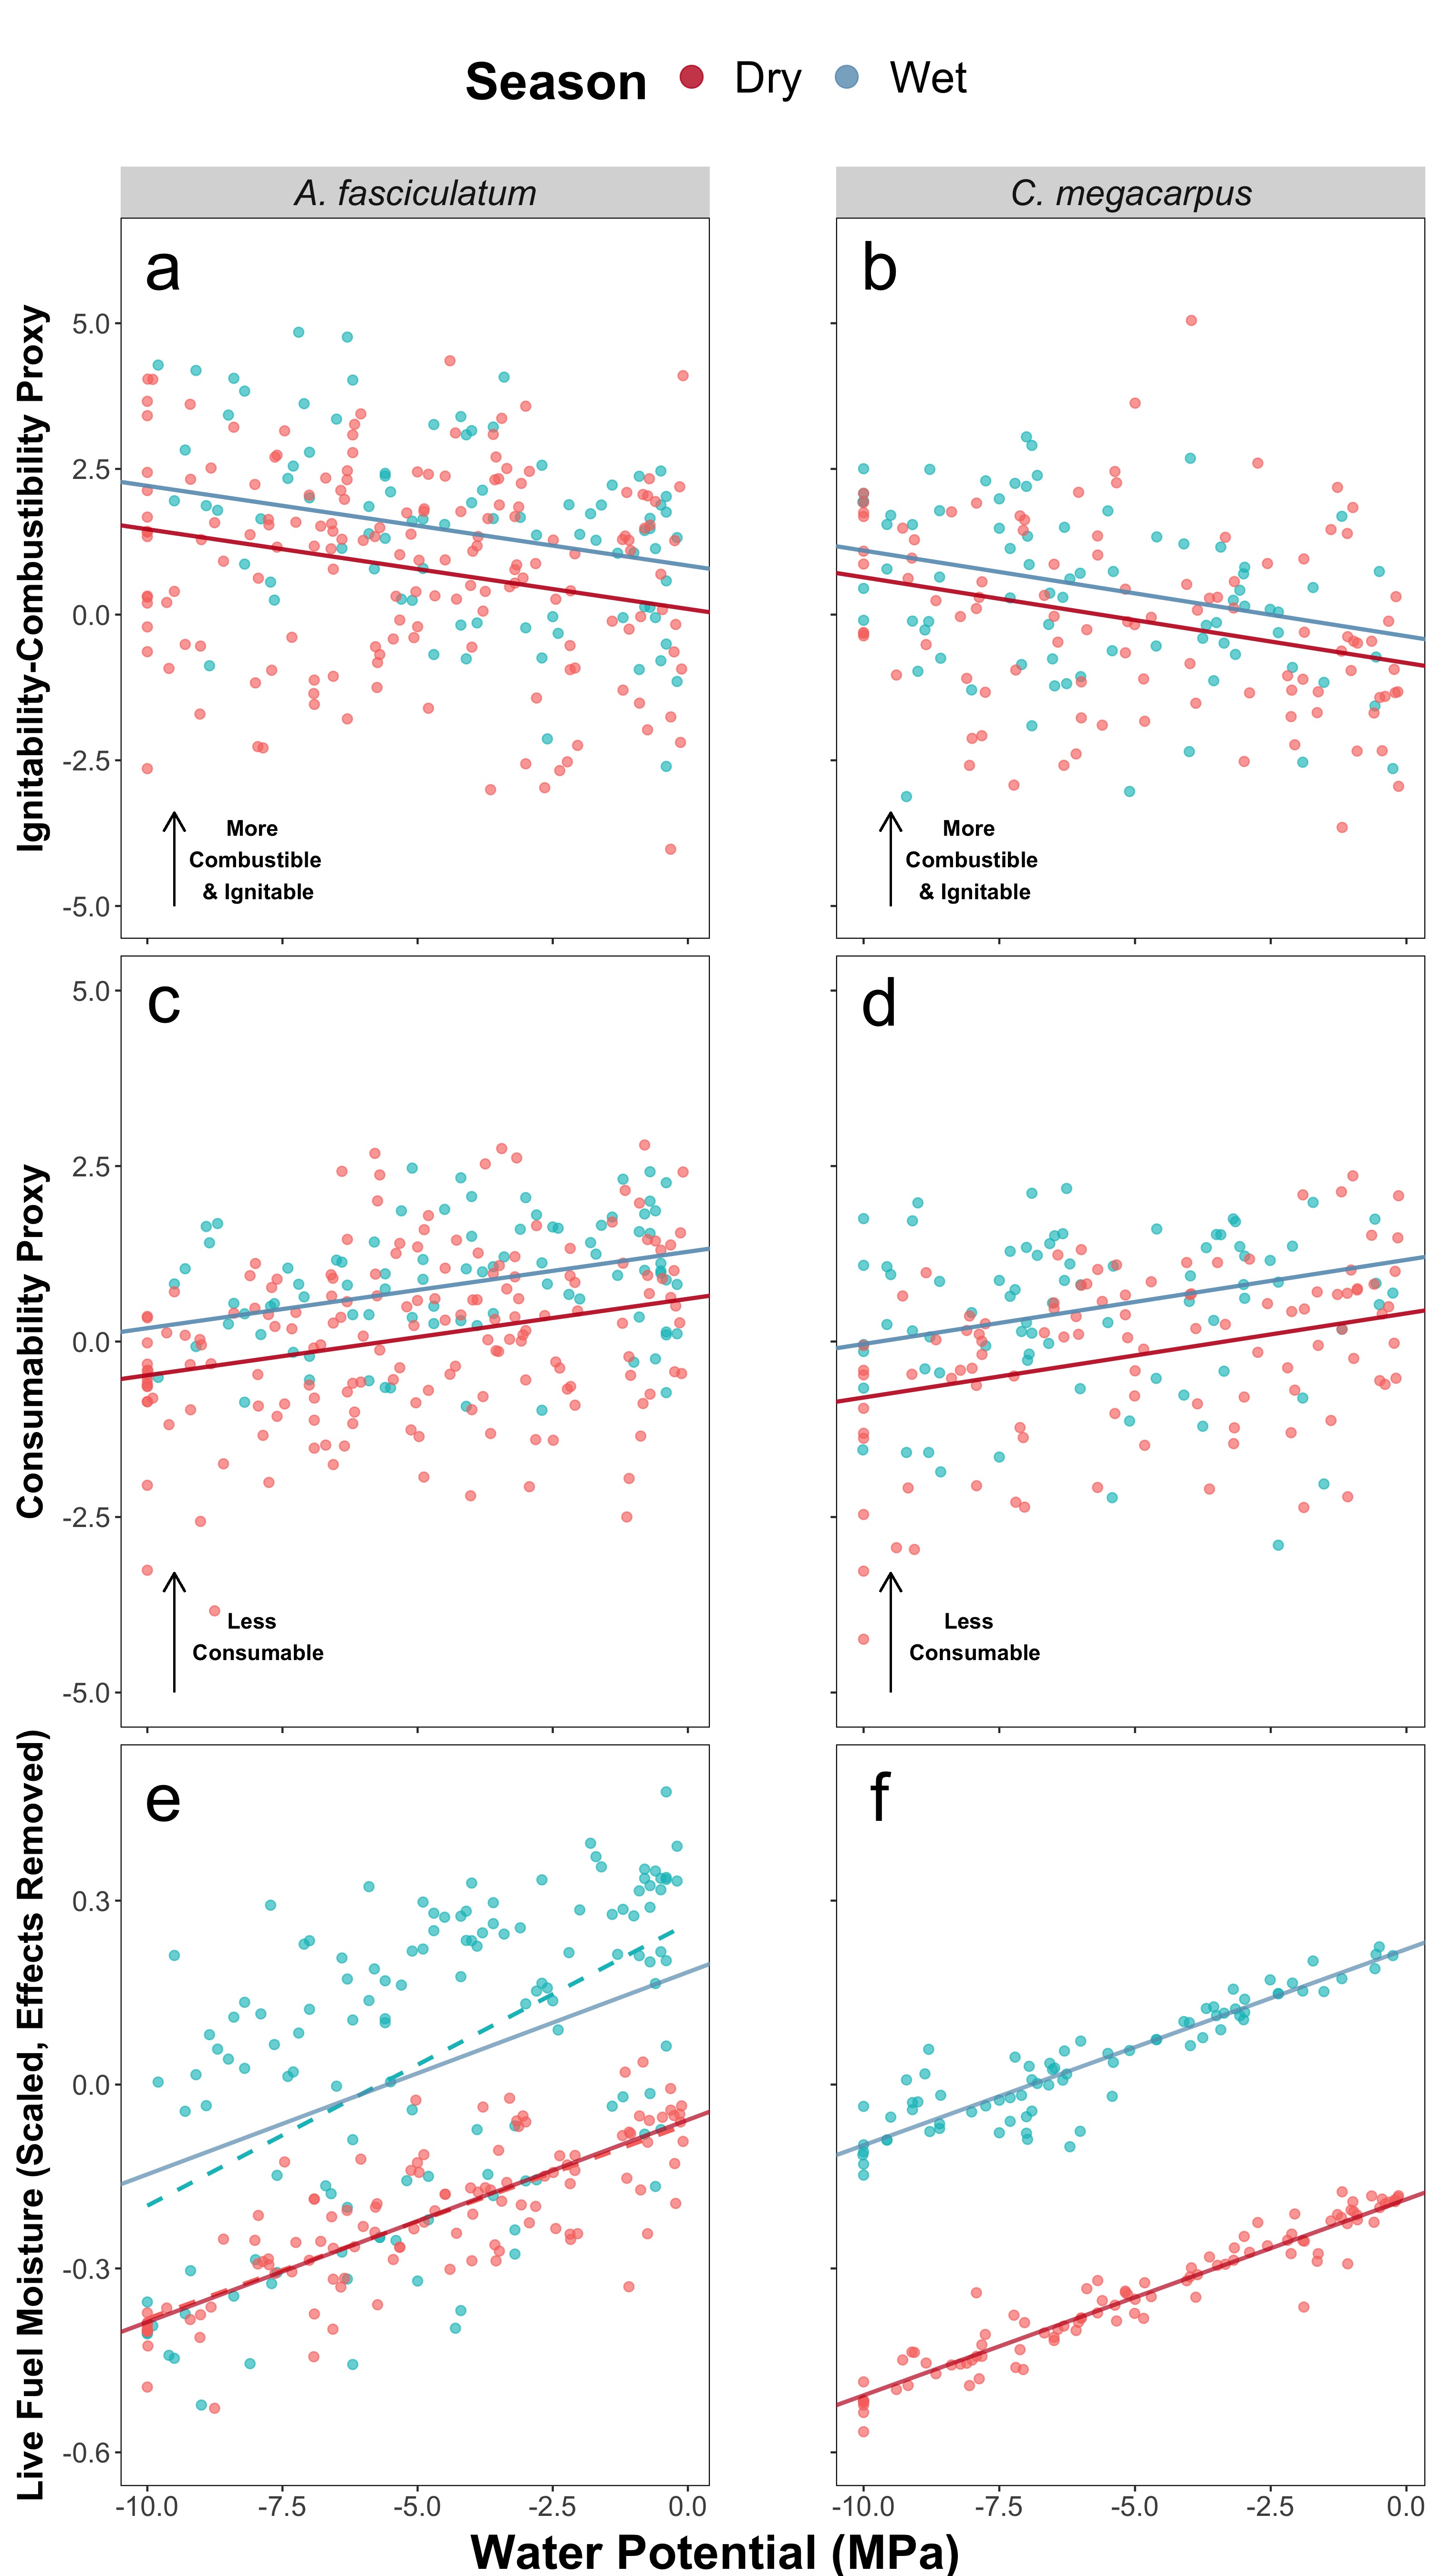 Season Dry Wet
A. fasciculatum
C. megacarpus
Ignitability-Combustibility Proxy
a
5.0
2.5
0.0
-2.5
-5.0
More
Combustible
& Ignitable
b
More
Combustible
& Ignitable
Consumability Proxy
c
5.0
2.5
0.0
-2.5
-5.0
Less
Consumable
d
Less
Consumable
Live Fuel Moisture (Scaled, Effects Removed)
e
0.3
0.0
-0.3
-0.6
f
-10.0 -7.5 -5.0 -2.5 0.0
-10.0 -7.5 -5.0 -2.5 0.0
Water Potential (MPa)